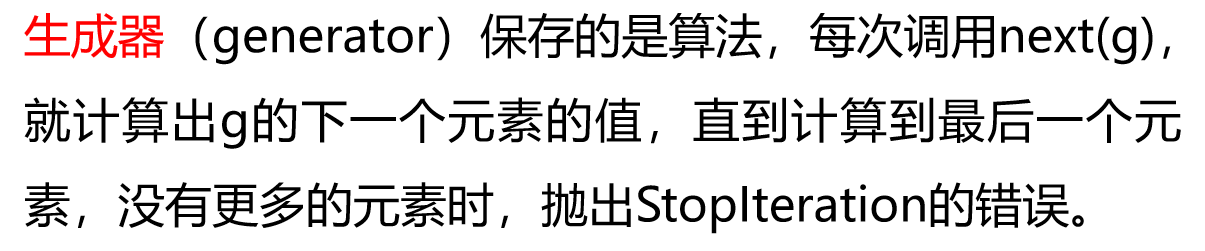 生成器（generator）保存的是算法，每次调用next(g)，
就计算出g的下一个元素的值，直到计算到最后一个元
素，没有更多的元素时，抛出StopIteration的错误。